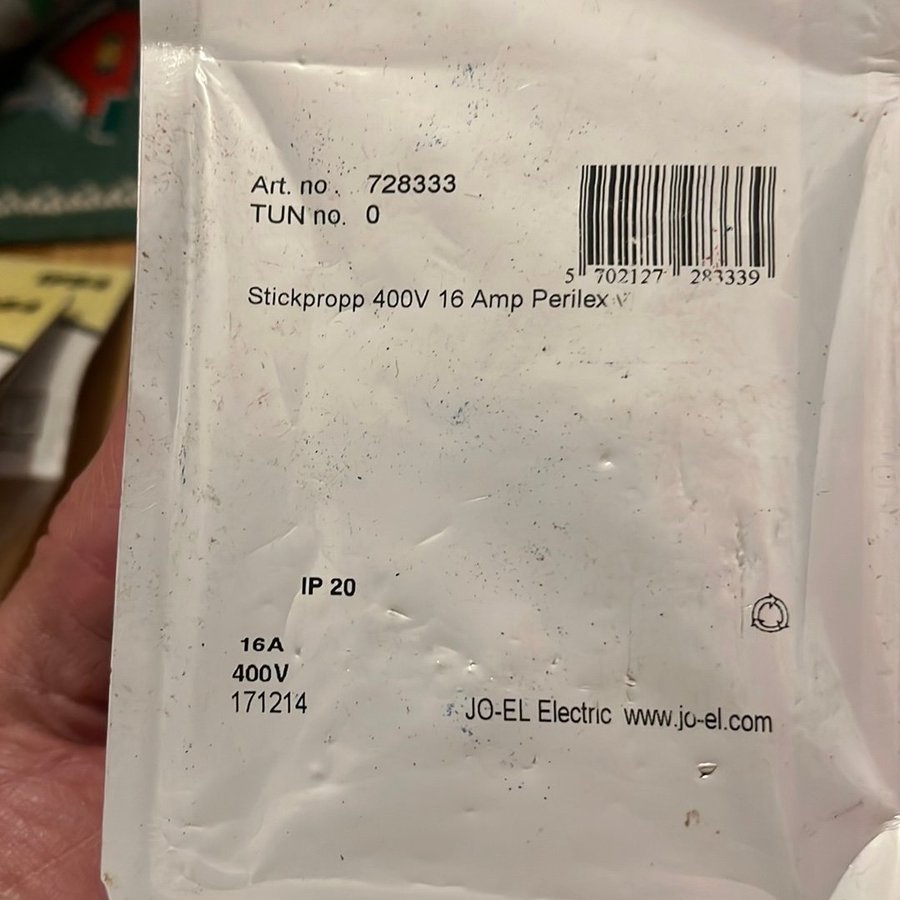 Art. no. 728333
TUN no. 0
5 702127 283339
Stickpropp 400V 16 Amp Perilex v
IP 20
16A
400V
171214
JO-EL Electric www.jo-el.com